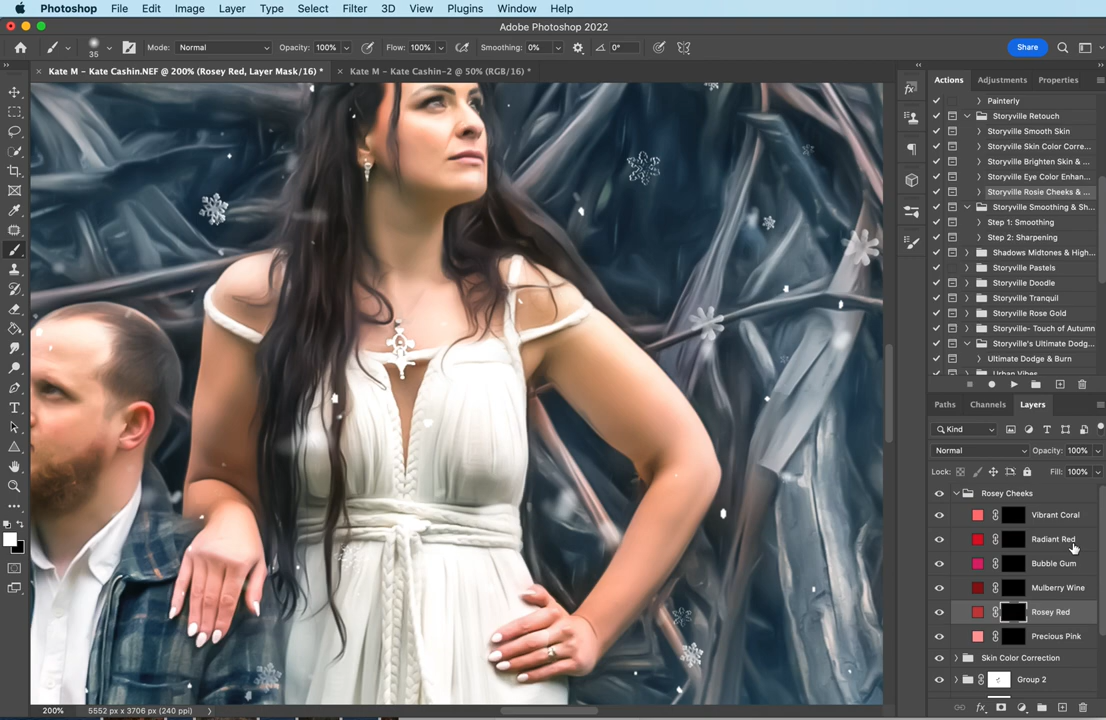 Photoshop File Edit Image Layer Type Select Filter 3D View Plugins Window Help
Adobe Photoshop 2022
35 Mode: Normal Opacity: 100% Flow: 100% Smoothing: 0% 0° Share
× Kate M - Kate Cashin.NEF @ 200% (Rosey Red, Layer Mask/16) * × Kate M - Kate Cashin-2 @ 50% (RGB/16) *
Actions Adjustments Properties
Painterly
Storyville Retouch
Storyville Smooth Skin
Storyville Skin Color Corre...
Storyville Brighten Skin & ...
Storyville Eye Color Enhan...
Storyville Rosie Cheeks & ...
Storyville Smoothing & Sh...
Step 1: Smoothing
Step 2: Sharpening
Shadows Midtones & High...
Storyville Pastels
Storyville Doodle
Storyville Tranquil
Storyville Rose Gold
Storyville- Touch of Autumn
Storyville's Ultimate Dodg...
Ultimate Dodge & Burn
Urban Vibes
Paths Channels Layers
Kind
Normal Opacity: 100%
Lock: Fill: 100%
Rosey Cheeks
Vibrant Coral
Radiant Red
Bubble Gum
Mulberry Wine
Rosey Red
Precious Pink
Skin Color Correction
Group 2
200% 5552 px x 3706 px (240 ppi)